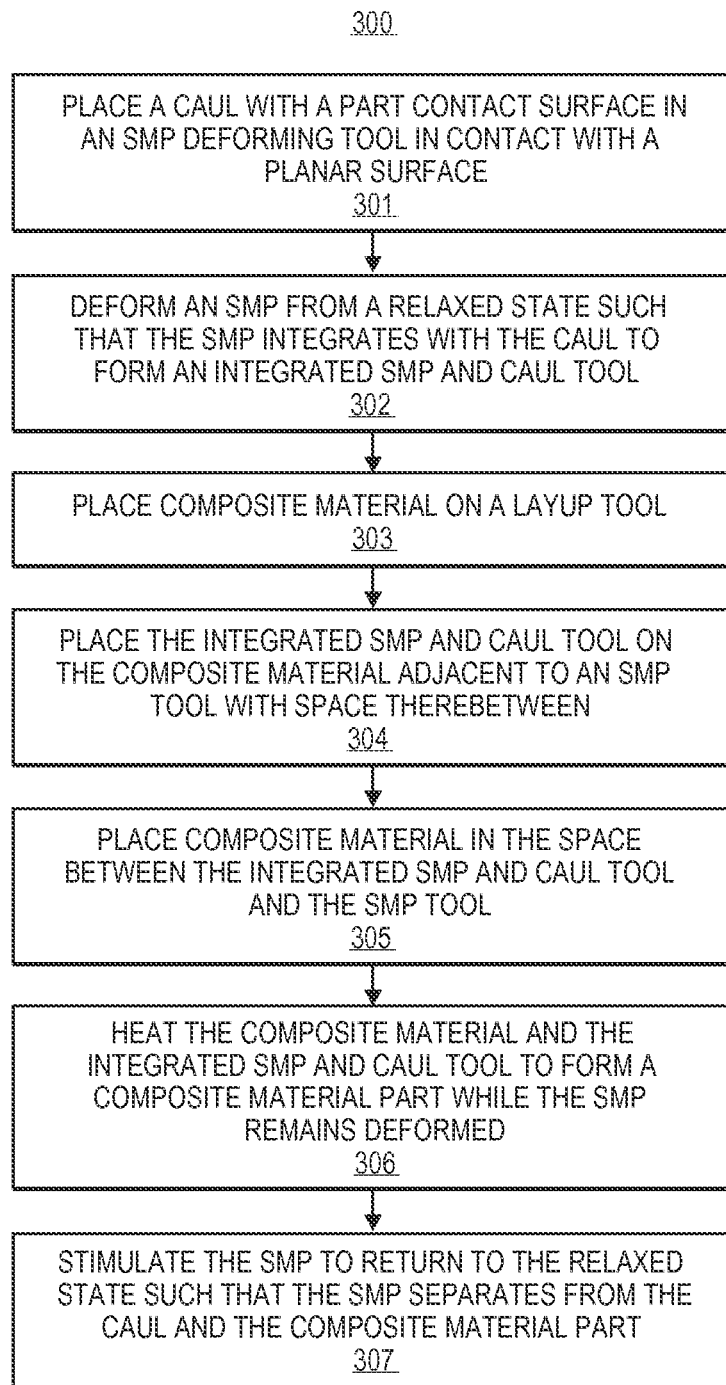 300
PLACE A CAUL WITH A PART CONTACT SURFACE IN
AN SMP DEFORMING TOOL IN CONTACT WITH A
PLANAR SURFACE
301
DEFORM AN SMP FROM A RELAXED STATE SUCH
THAT THE SMP INTEGRATES WITH THE CAUL TO
FORM AN INTEGRATED SMP AND CAUL TOOL
302
PLACE COMPOSITE MATERIAL ON A LAYUP TOOL
303
PLACE THE INTEGRATED SMP AND CAUL TOOL ON
THE COMPOSITE MATERIAL ADJACENT TO AN SMP
TOOL WITH SPACE THEREBETWEEN
304
PLACE COMPOSITE MATERIAL IN THE SPACE
BETWEEN THE INTEGRATED SMP AND CAUL TOOL
AND THE SMP TOOL
305
HEAT THE COMPOSITE MATERIAL AND THE
INTEGRATED SMP AND CAUL TOOL TO FORM A
COMPOSITE MATERIAL PART WHILE THE SMP
REMAINS DEFORMED
306
STIMULATE THE SMP TO RETURN TO THE RELAXED
STATE SUCH THAT THE SMP SEPARATES FROM THE
CAUL AND THE COMPOSITE MATERIAL PART
307